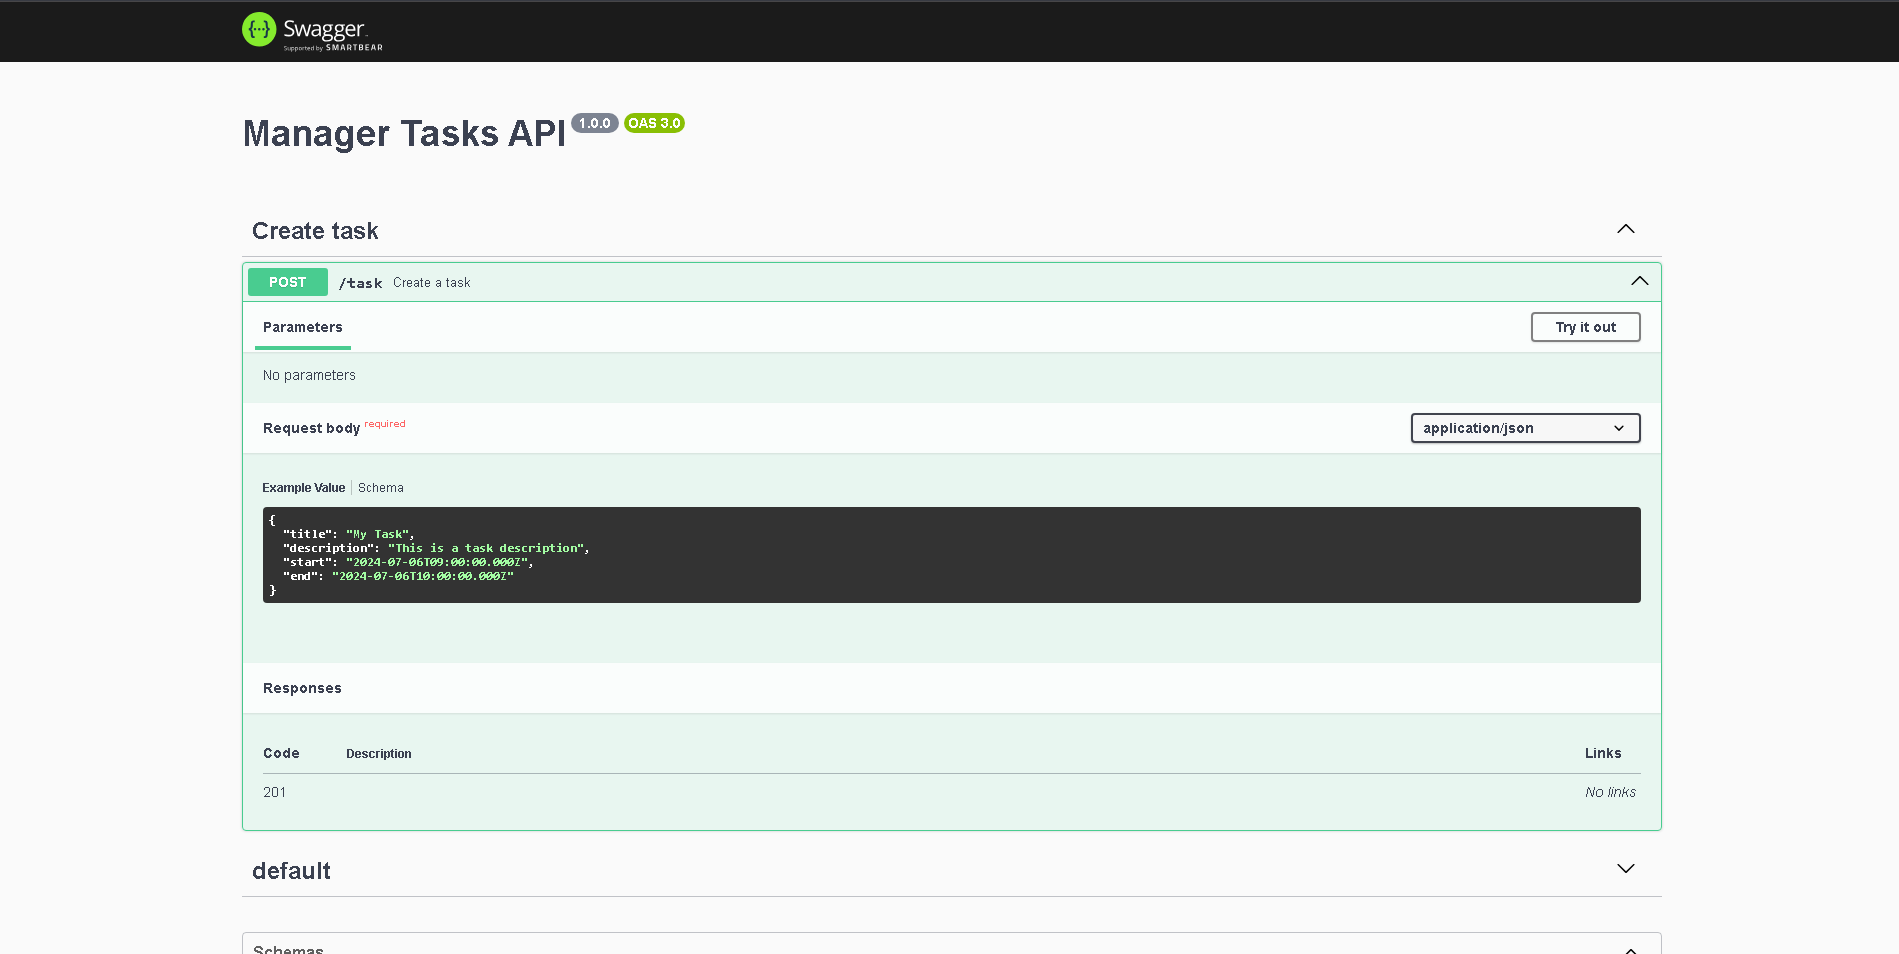 Swagger™
Supported by SMARTBEAR
Manager Tasks API 1.0.0 OAS 3.0
Create task
POST /task Create a task
Parameters Try it out
No parameters
Request body required application/json
Example Value Schema
{
"title": "My Task",
"description": "This is a task description",
"start": "2024-07-06T09:00:00.000Z",
"end": "2024-07-06T10:00:00.000Z"
}
Responses
Code Description Links
201 No links
default
Schemas